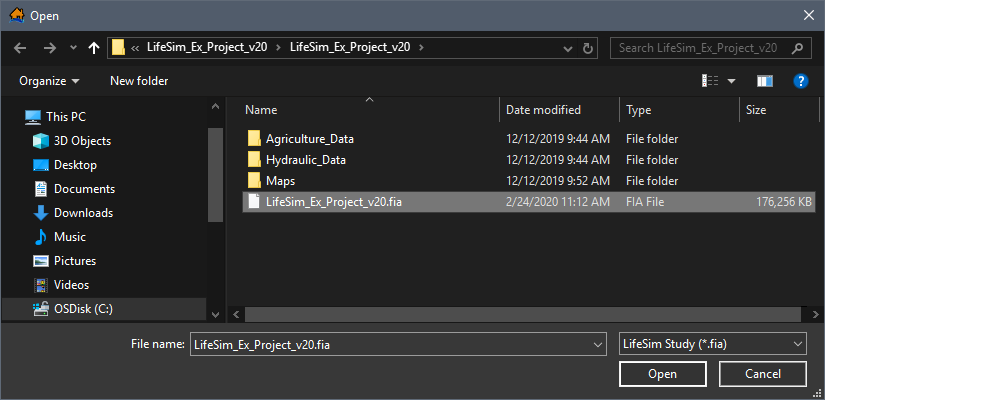 Open
« LifeSim_Ex_Project_v20 > LifeSim_Ex_Project_v20 > Search LifeSim_Ex_Project_v20
Organize New folder
Name Date modified Type Size
This PC
3D Objects
Desktop
Documents
Downloads
Music
Pictures
Videos
OSDisk (C:)
Agriculture_Data 12/12/2019 9:44 AM File folder
Hydraulic_Data 12/12/2019 9:44 AM File folder
Maps 12/12/2019 9:52 AM File folder
LifeSim_Ex_Project_v20.fia 2/24/2020 11:12 AM FIA File 176,256 KB
File name: LifeSim_Ex_Project_v20.fia LifeSim Study (*.fia)
Open Cancel